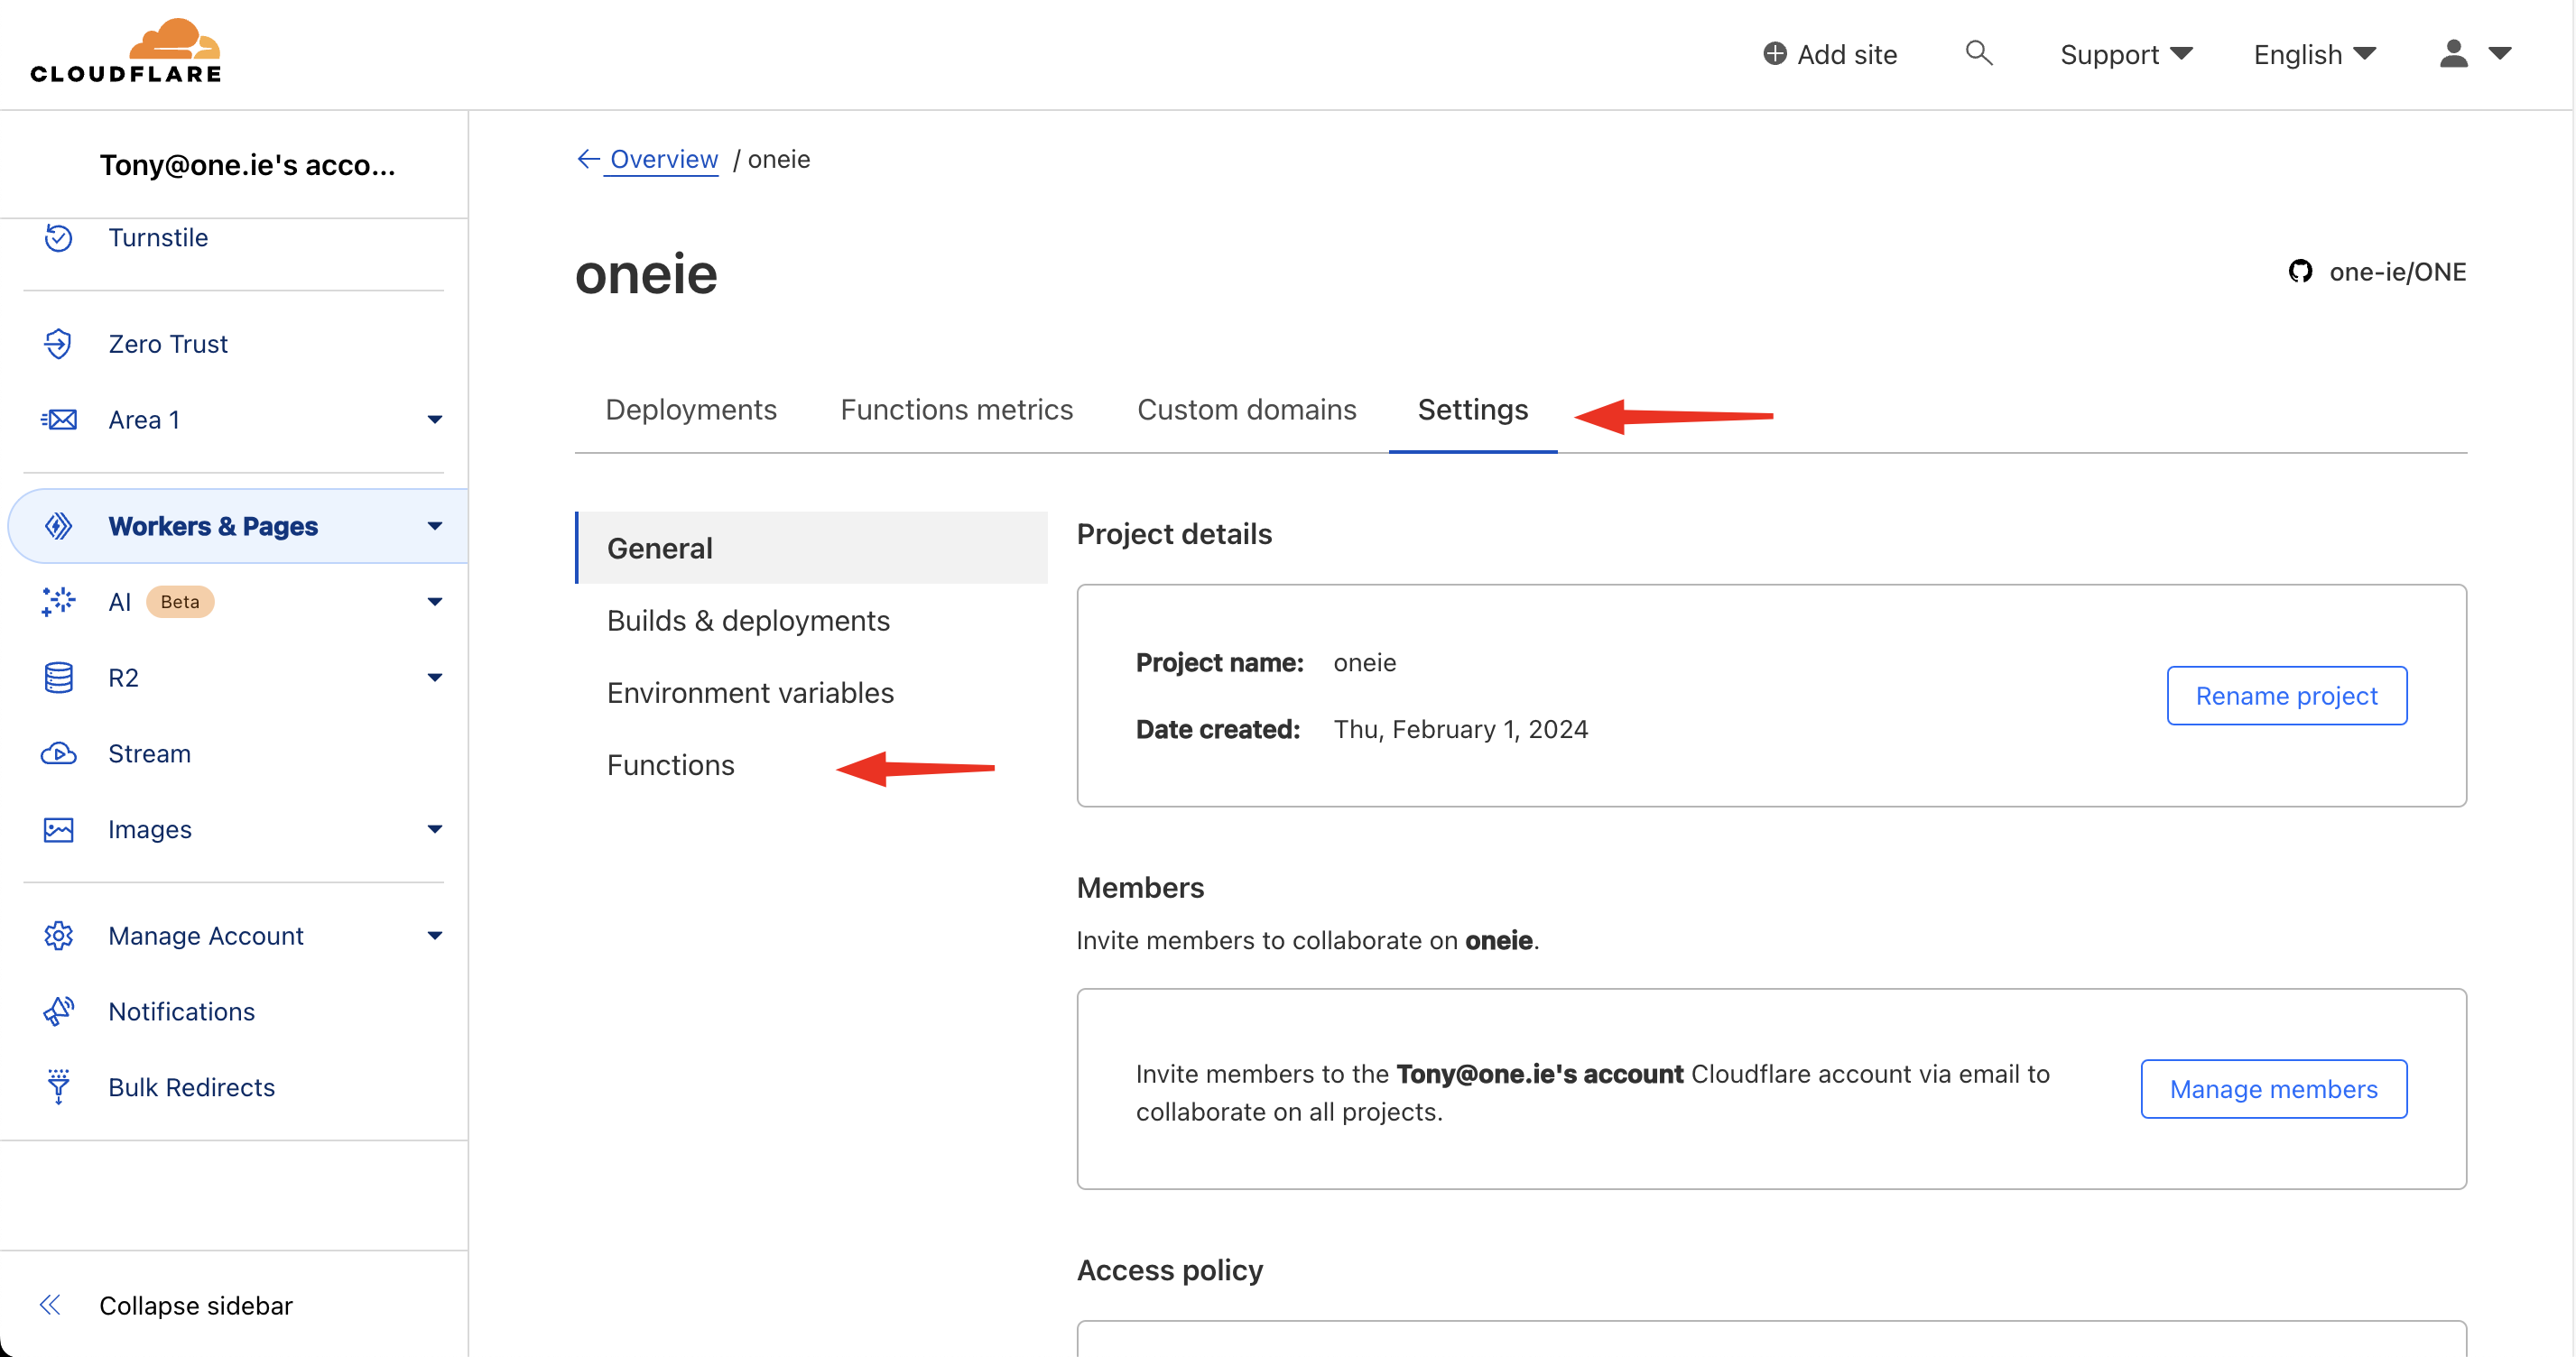 CLOUDFLARE
Add site
Support
English
Tony@one.ie's acco...
Turnstile
Zero Trust
Area 1
Workers & Pages
AI Beta
R2
Stream
Images
Manage Account
Notifications
Bulk Redirects
Collapse sidebar
Overview / oneie
oneie
one-ie/ONE
Deployments
Functions metrics
Custom domains
Settings
General
Builds & deployments
Environment variables
Functions
Project details
Project name: oneie
Date created: Thu, February 1, 2024
Rename project
Members
Invite members to collaborate on oneie.
Invite members to the Tony@one.ie's account Cloudflare account via email to
collaborate on all projects.
Manage members
Access policy